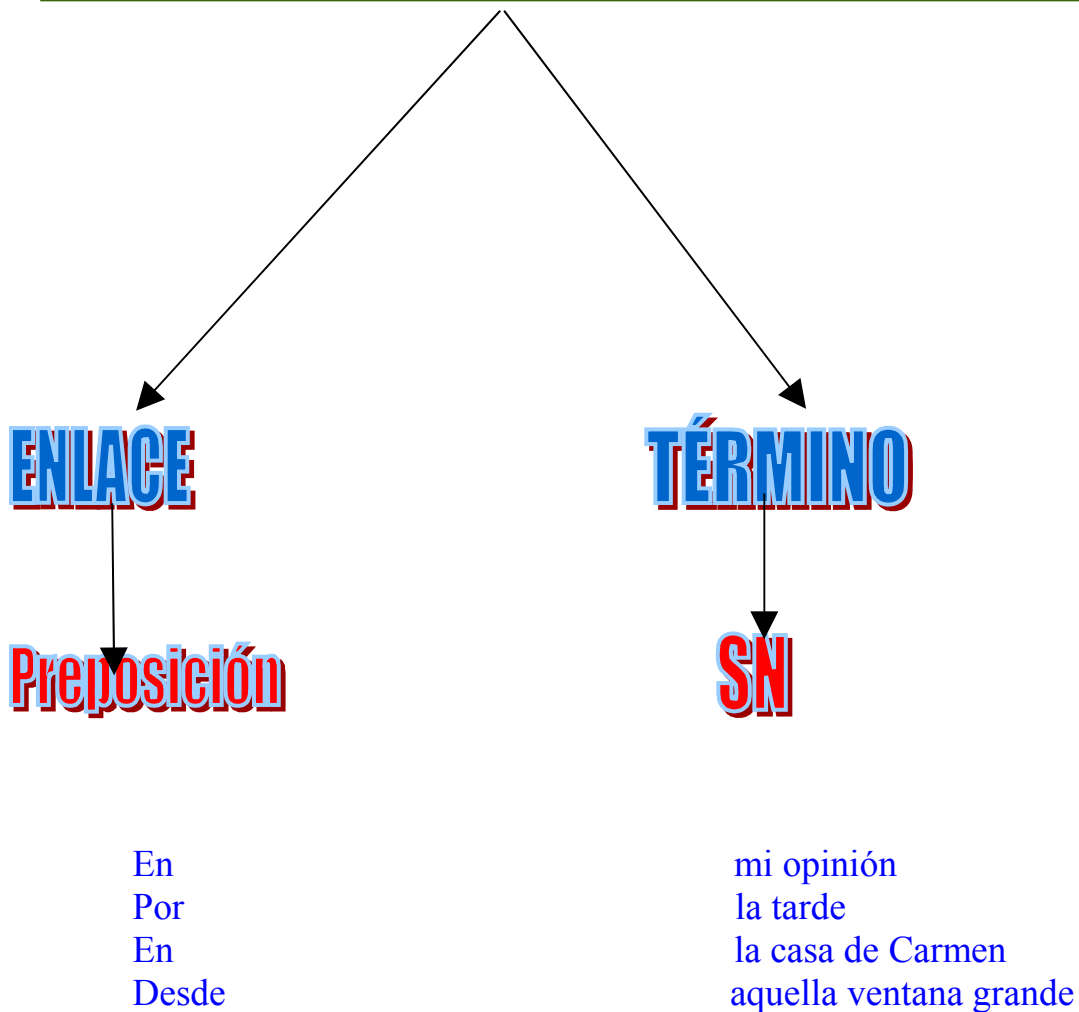 ENLACE TÉRMINO
Preposición SN
En mi opinión
Por la tarde
En la casa de Carmen
Desde aquella ventana grande